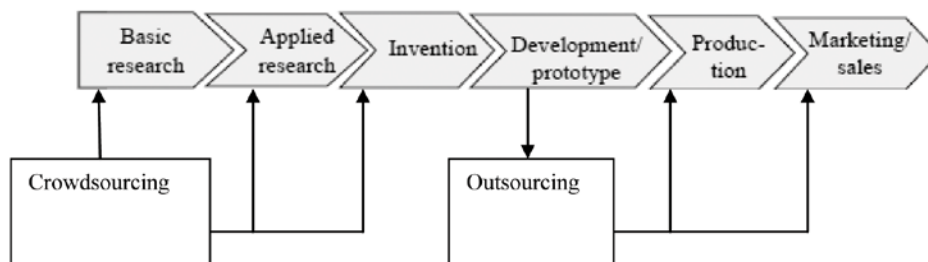 Basic
research
Applied
research
Invention
Development/
prototype
Produc-
tion
Marketing/
sales
Crowdsourcing
Outsourcing